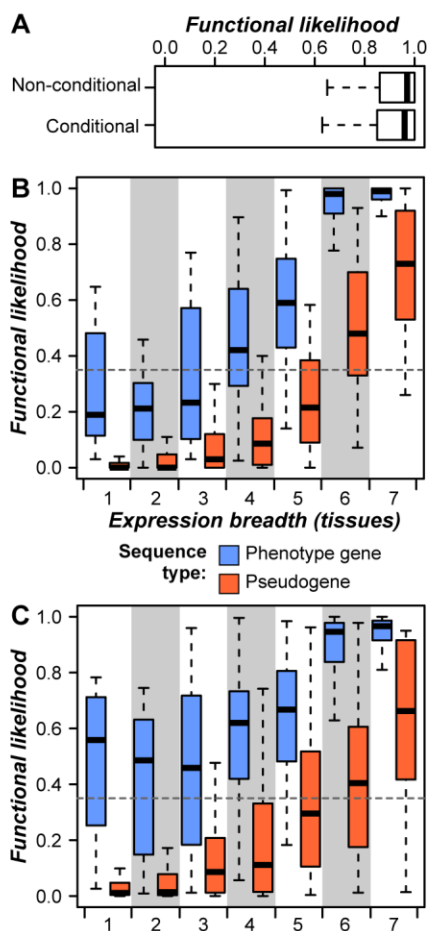 A
Functional likelihood
0.0 0.2 0.4 0.6 0.8 1.0
Non-conditional
Conditional
B
Functional likelihood
1.0
0.8
0.6
0.4
0.2
0.0
1 2 3 4 5 6 7
Expression breadth (tissues)
Sequence type:
Phenotype gene
Pseudogene
C
Functional likelihood
1.0
0.8
0.6
0.4
0.2
0.0
1 2 3 4 5 6 7